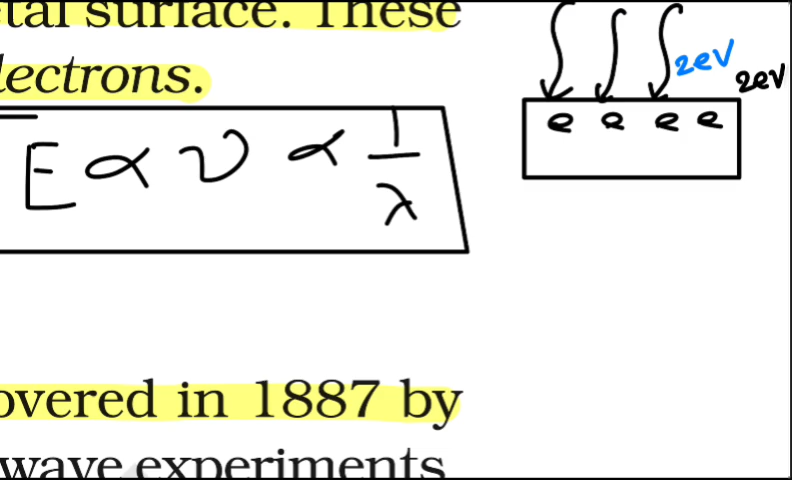 tal surface. These
lectrons.
E ∝ ν ∝ 1/λ
2eV
2eV
e e e e
overed in 1887 by
wave experiments